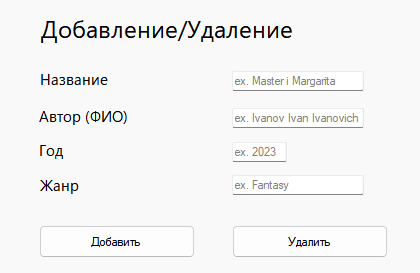 Добавление/Удаление
Название ex. Master i Margarita
Автор (ФИО) ex. Ivanov Ivan Ivanovich
Год ex. 2023
Жанр ex. Fantasy
Добавить Удалить